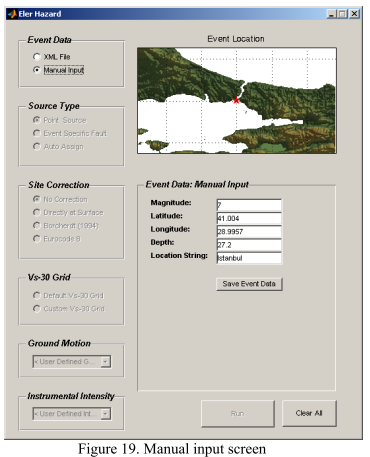 Eler Hazard
Event Data
XML File
Manual Input
Event Location
Source Type
Point Source
Event Specific Fault
Auto Assign
Site Correction
No Correction
Directly at Surface
Borcherdt (1994)
Eurocode 8
Event Data: Manual Input
Magnitude: 7
Latitude: 41.004
Longitude: 28.9957
Depth: 27.2
Location String: Istanbul
Save Event Data
Vs-30 Grid
Default Vs-30 Grid
Custom Vs-30 Grid
Ground Motion
< User Defined G...
Instrumental Intensity
< User Defined Int...
Run
Clear All
Figure 19. Manual input screen